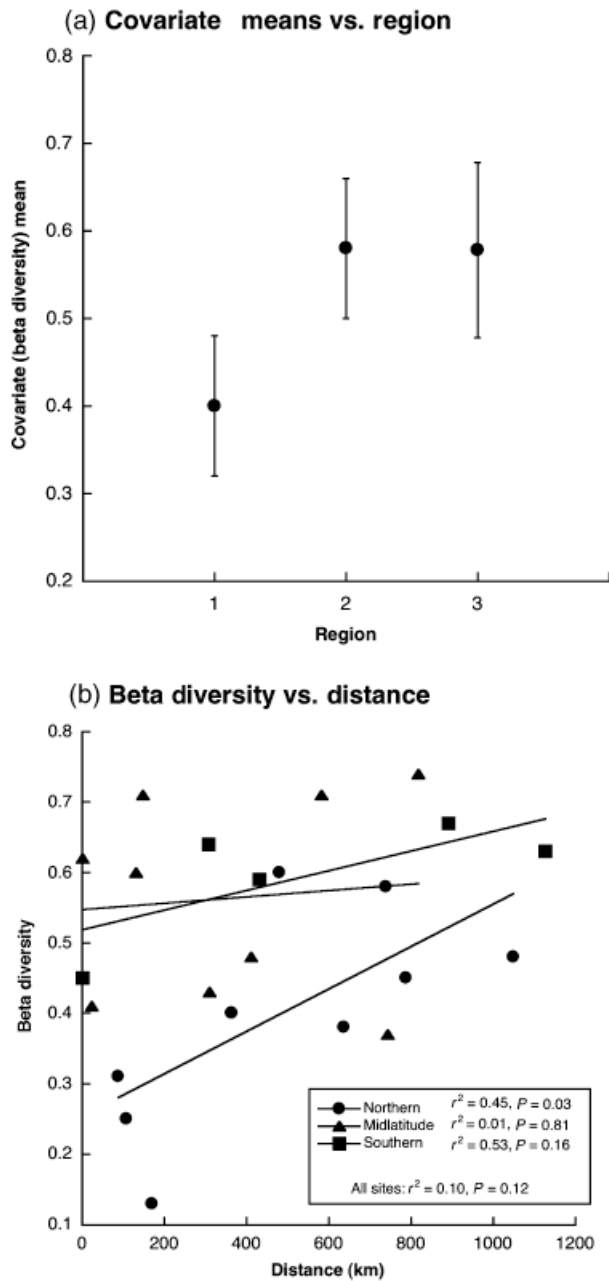 (a) Covariate means vs. region
0.8
0.7
0.6
0.5
0.4
0.3
0.2
Covariate (beta diversity) mean
1 2 3
Region
(b) Beta diversity vs. distance
0.8
0.7
0.6
0.5
0.4
0.3
0.2
0.1
Beta diversity
Northern r² = 0.45, P = 0.03
Midlatitude r² = 0.01, P = 0.81
Southern r² = 0.53, P = 0.16
All sites: r² = 0.10, P = 0.12
0 200 400 600 800 1000 1200
Distance (km)